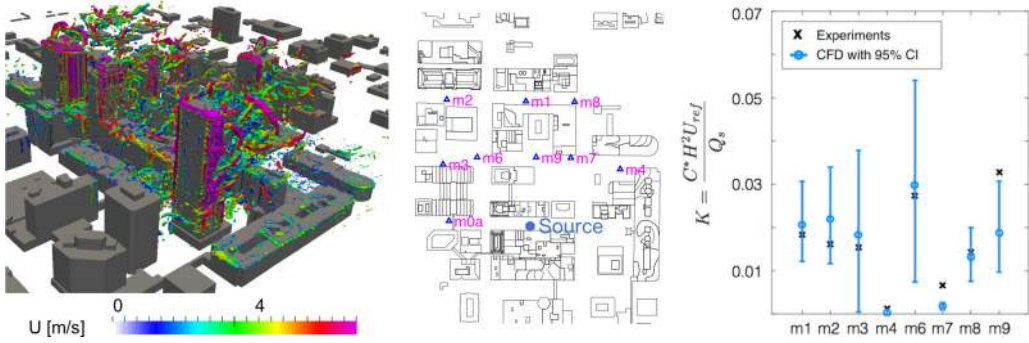 0 4
U [m/s]
m2
m1
m8
m6
m9
m7
m3
m4
m0a
Source
0.07
Experiments
CFD with 95% CI
0.05
K = C* H² U_ref / Q_s
0.03
0.01
m1 m2 m3 m4 m6 m7 m8 m9